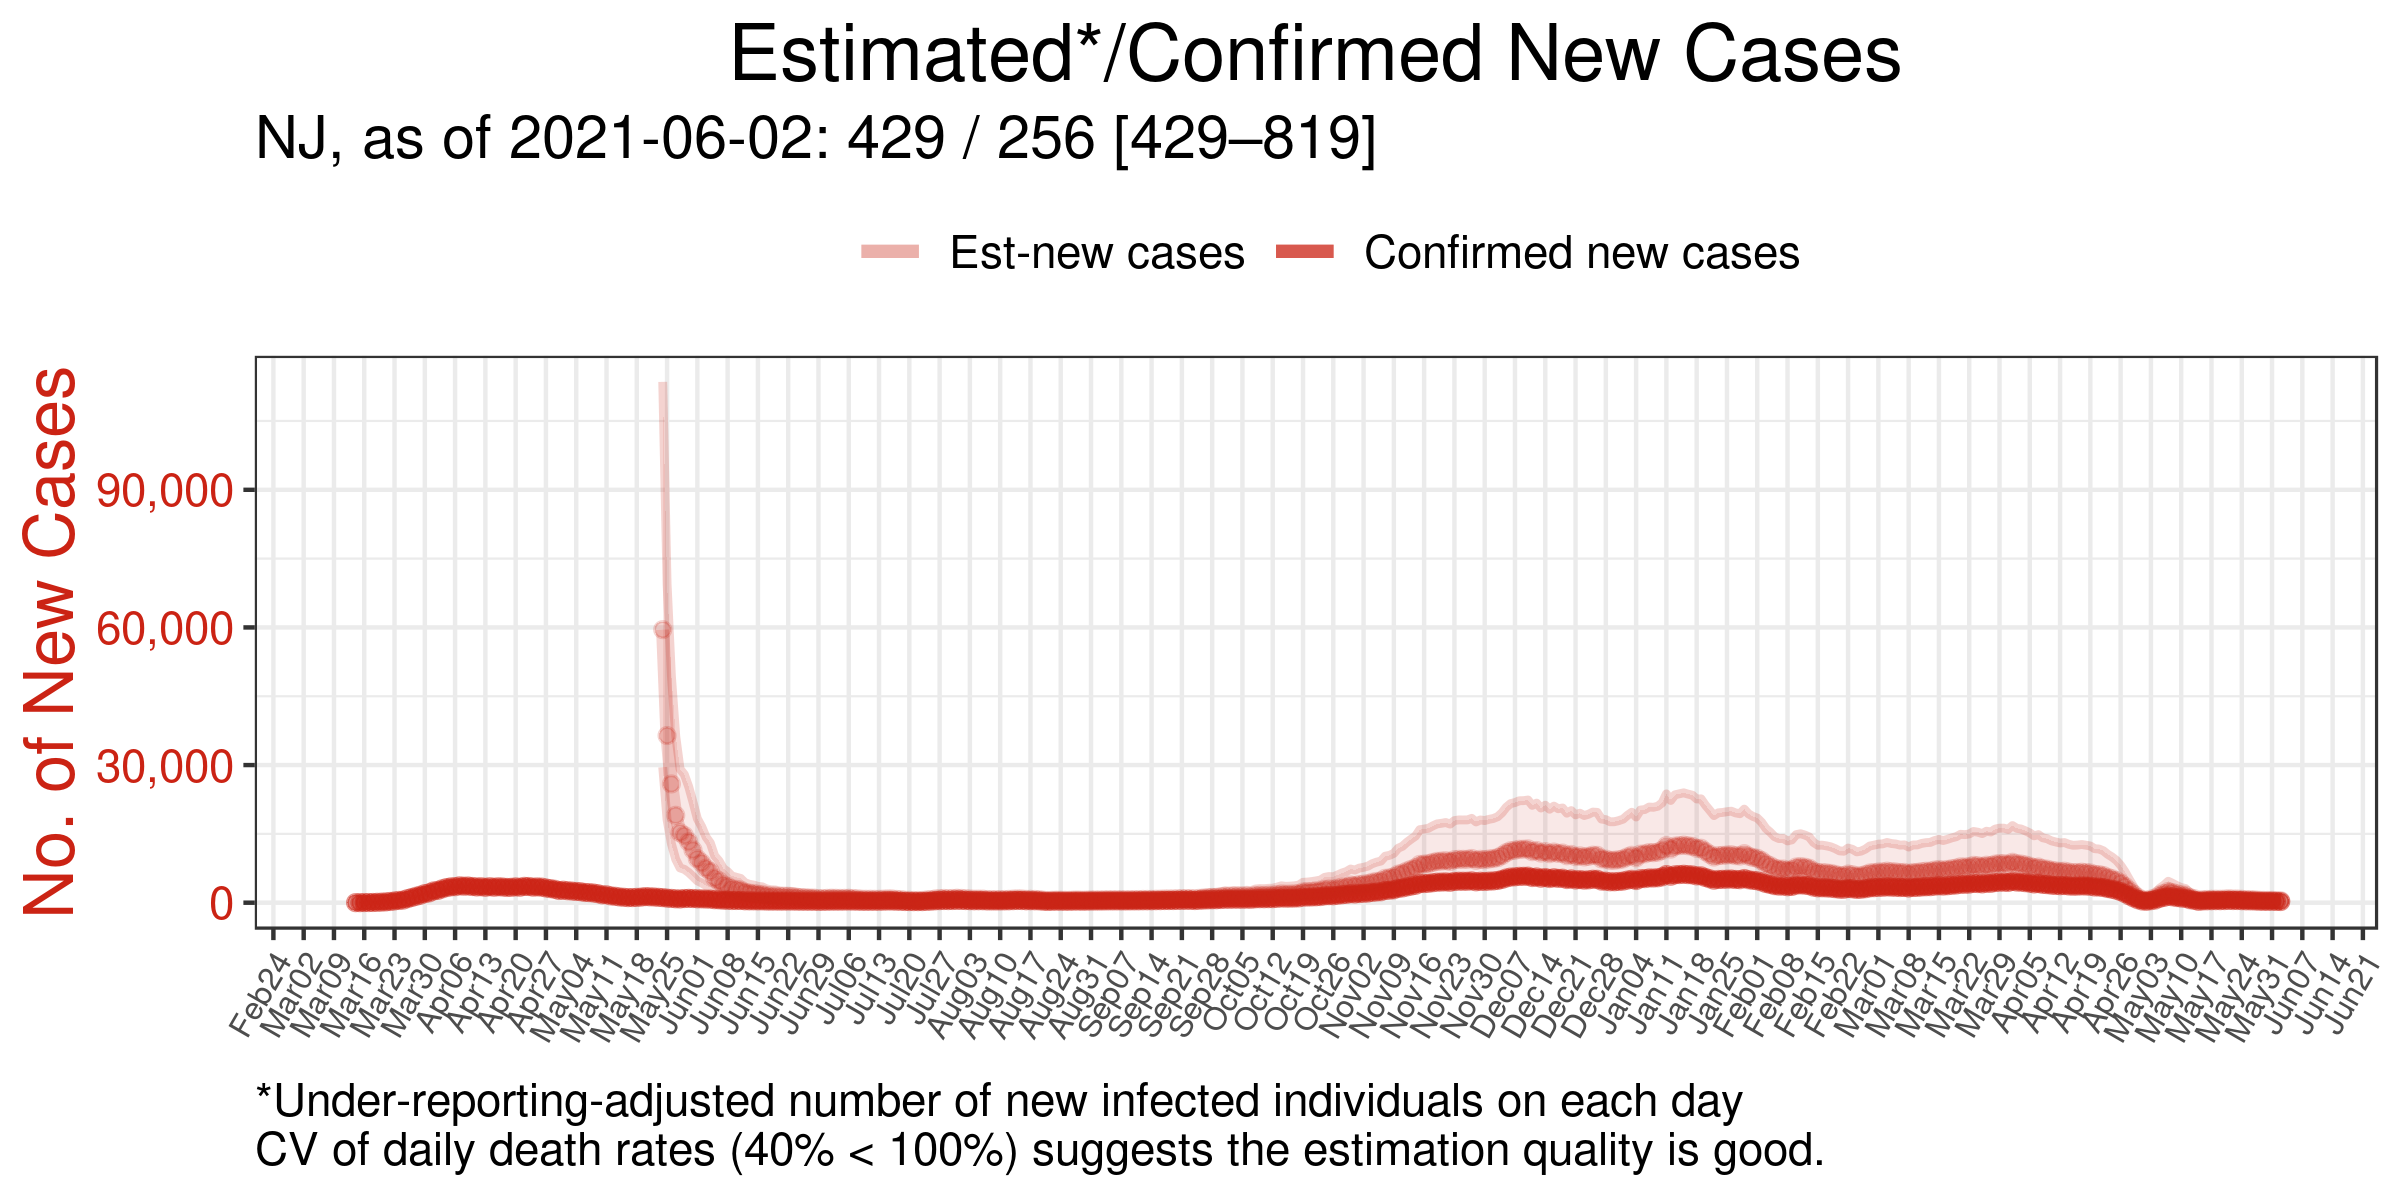 Estimated*/Confirmed New Cases
NJ, as of 2021-06-02: 429 / 256 [429–819]
Est-new cases Confirmed new cases
No. of New Cases
90,000
60,000
30,000
0
Feb24 Mar02 Mar09 Mar16 Mar23 Mar30 Apr06 Apr13 Apr20 Apr27 May04 May11 May18 May25 Jun01 Jun08 Jun15 Jun22 Jun29 Jul06 Jul13 Jul20 Jul27 Aug03 Aug10 Aug17 Aug24 Aug31 Sep07 Sep14 Sep21 Sep28 Oct05 Oct12 Oct19 Oct26 Nov02 Nov09 Nov16 Nov23 Nov30 Dec07 Dec14 Dec21 Dec28 Jan04 Jan11 Jan18 Jan25 Feb01 Feb08 Feb15 Feb22 Mar01 Mar08 Mar15 Mar22 Mar29 Apr05 Apr12 Apr19 Apr26 May03 May10 May17 May24 May31 Jun07 Jun14 Jun21
*Under-reporting-adjusted number of new infected individuals on each day
CV of daily death rates (40% < 100%) suggests the estimation quality is good.